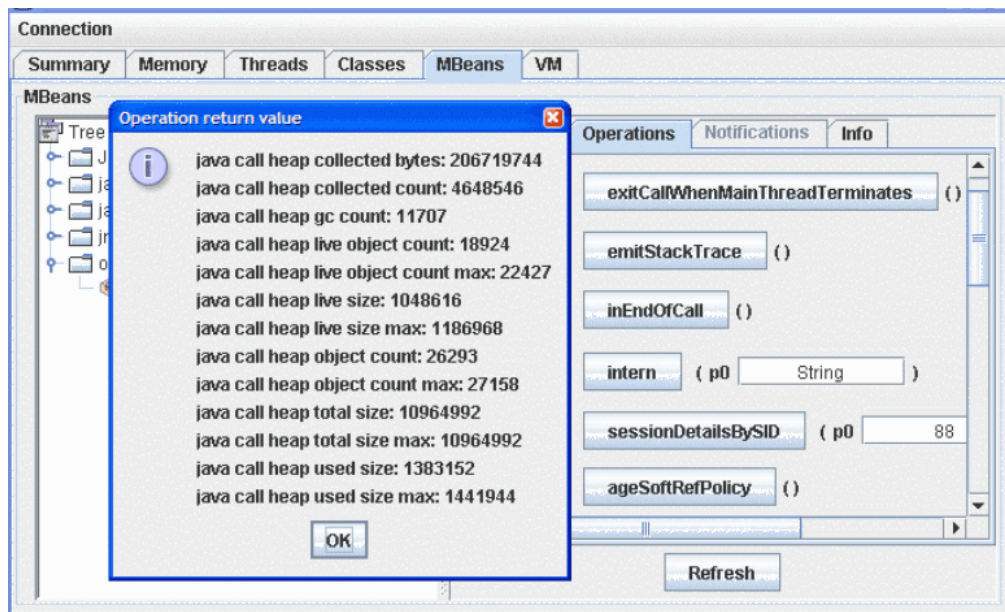 Connection
Summary Memory Threads Classes MBeans VM
MBeans
Operation return value
Tree
J
ja
ja
jr
o
java call heap collected bytes: 206719744
java call heap collected count: 4648546
java call heap gc count: 11707
java call heap live object count: 18924
java call heap live object count max: 22427
java call heap live size: 1048616
java call heap live size max: 1186968
java call heap object count: 26293
java call heap object count max: 27158
java call heap total size: 10964992
java call heap total size max: 10964992
java call heap used size: 1383152
java call heap used size max: 1441944
OK
Operations Notifications Info
exitCallWhenMainThreadTerminates ()
emitStackTrace ()
inEndOfCall ()
intern ( p0 String )
sessionDetailsBySID ( p0 88
ageSoftRefPolicy ()
Refresh